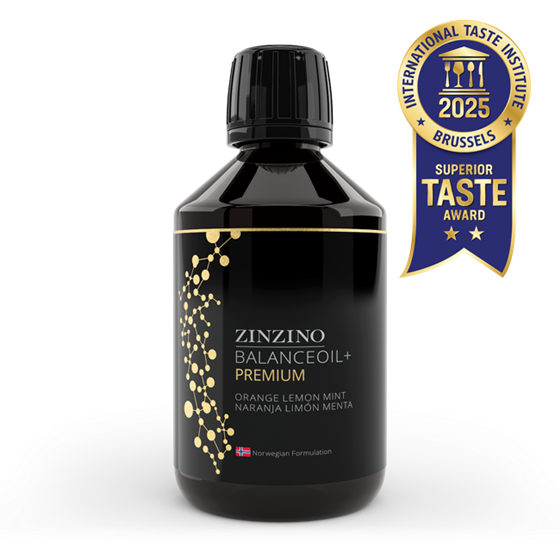 ZINZINO
BALANCEOIL+
PREMIUM
ORANGE LEMON MINT
NARANJA LIMÓN MENTA
Norwegian Formulation
INTERNATIONAL TASTE INSTITUTE
2025
BRUSSELS
SUPERIOR
TASTE
AWARD